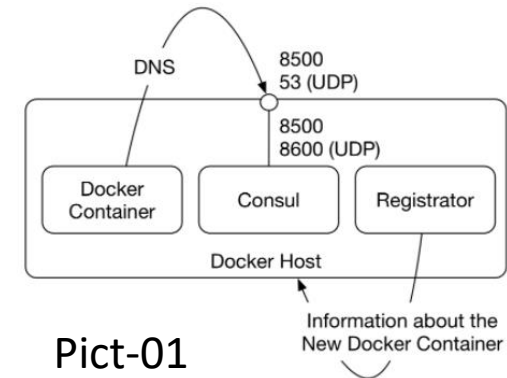 DNS
8500
53 (UDP)
8500
8600 (UDP)
Docker
Container
Consul
Registrator
Docker Host
Information about the
New Docker Container
Pict-01